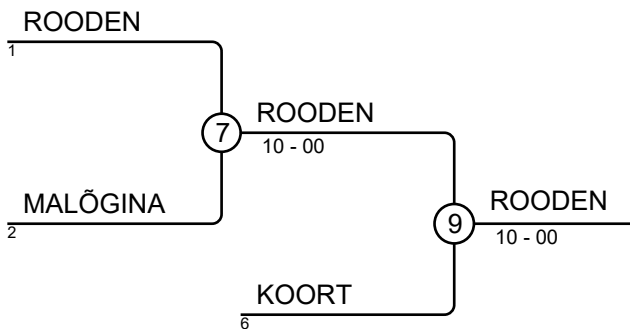 ROODEN
1
7
ROODEN
10 - 00
MALÕGINA
2
9
ROODEN
10 - 00
KOORT
6